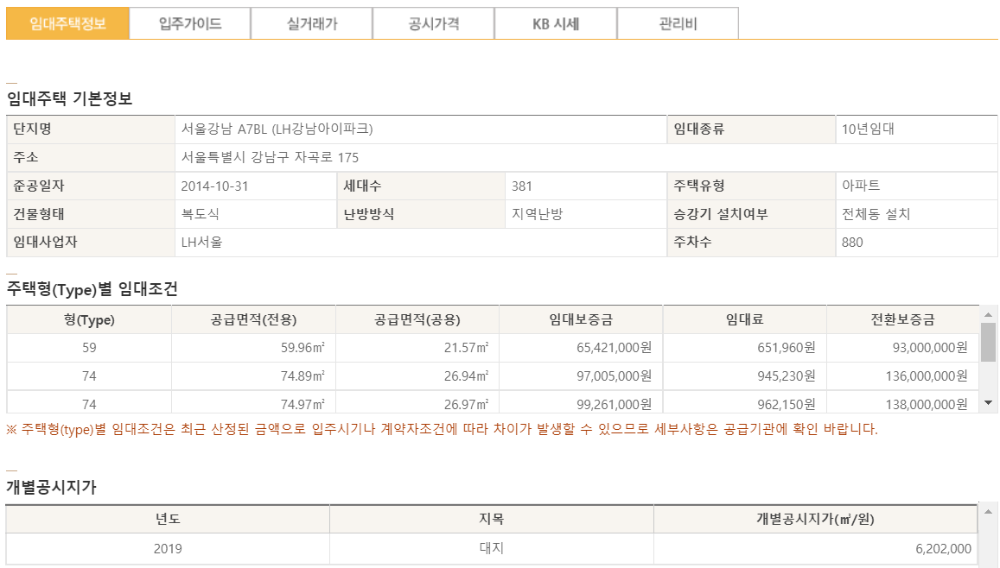 임대주택정보 입주가이드 실거래가 공시가격 KB 시세 관리비
임대주택 기본정보
단지명 서울강남 A7BL (LH강남아이파크) 임대종류 10년임대
주소 서울특별시 강남구 자곡로 175
준공일자 2014-10-31 세대수 381 주택유형 아파트
건물형태 복도식 난방방식 지역난방 승강기 설치여부 전체동 설치
임대사업자 LH서울 주차수 880
주택형(Type)별 임대조건
형(Type) 공급면적(전용) 공급면적(공용) 임대보증금 임대료 전환보증금
59 59.96㎡ 21.57㎡ 65,421,000원 651,960원 93,000,000원
74 74.89㎡ 26.94㎡ 97,005,000원 945,230원 136,000,000원
74 74.97㎡ 26.97㎡ 99,261,000원 962,150원 138,000,000원
※ 주택형(type)별 임대조건은 최근 산정된 금액으로 입주시기나 계약자조건에 따라 차이가 발생할 수 있으므로 세부사항은 공급기관에 확인 바랍니다.
개별공시지가
년도 지목 개별공시지가(㎡/원)
2019 대지 6,202,000